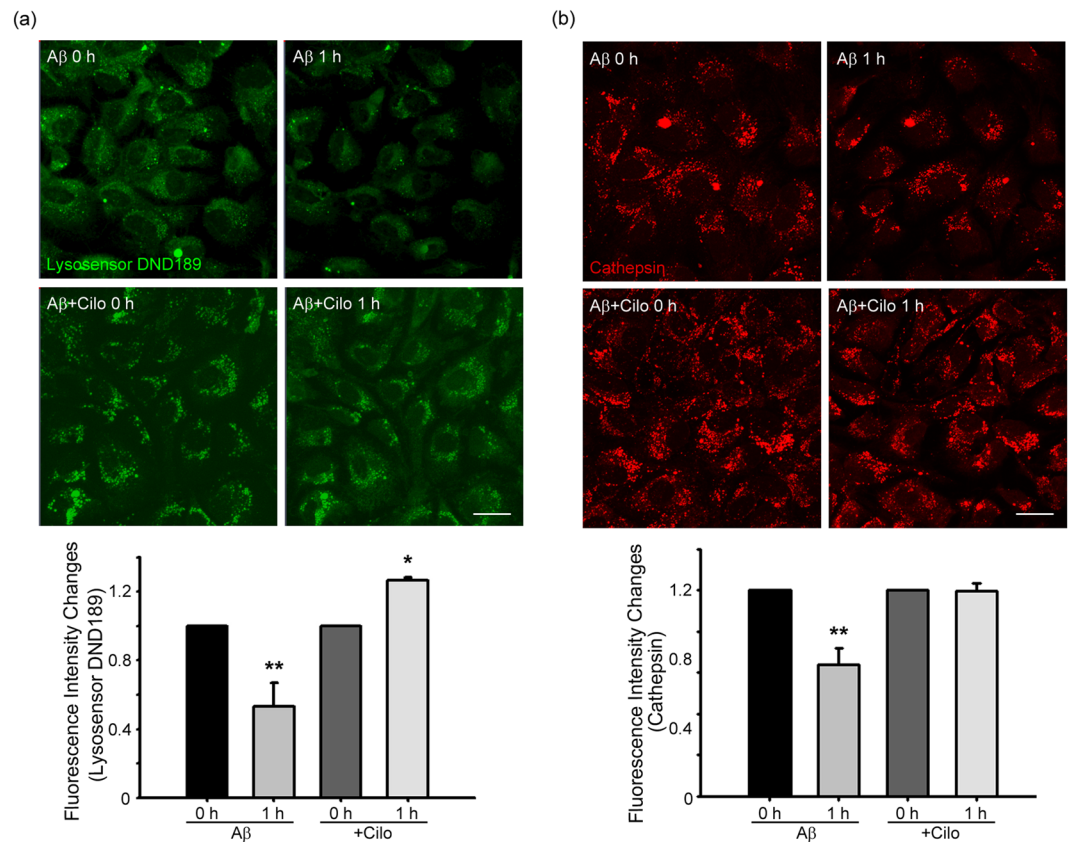 (a)
Aβ 0 h
Aβ 1 h
Lysosensor DND189
Aβ+Cilo 0 h
Aβ+Cilo 1 h
Fluorescence Intensity Changes
(Lysosensor DND189)
1.2
0.8
0.4
0
**
*
0 h
1 h
0 h
1 h
Aβ
+Cilo
(b)
Aβ 0 h
Aβ 1 h
Cathepsin
Aβ+Cilo 0 h
Aβ+Cilo 1 h
Fluorescence Intensity Changes
(Cathepsin)
1.2
0.8
0.4
0
**
0 h
1 h
0 h
1 h
Aβ
+Cilo